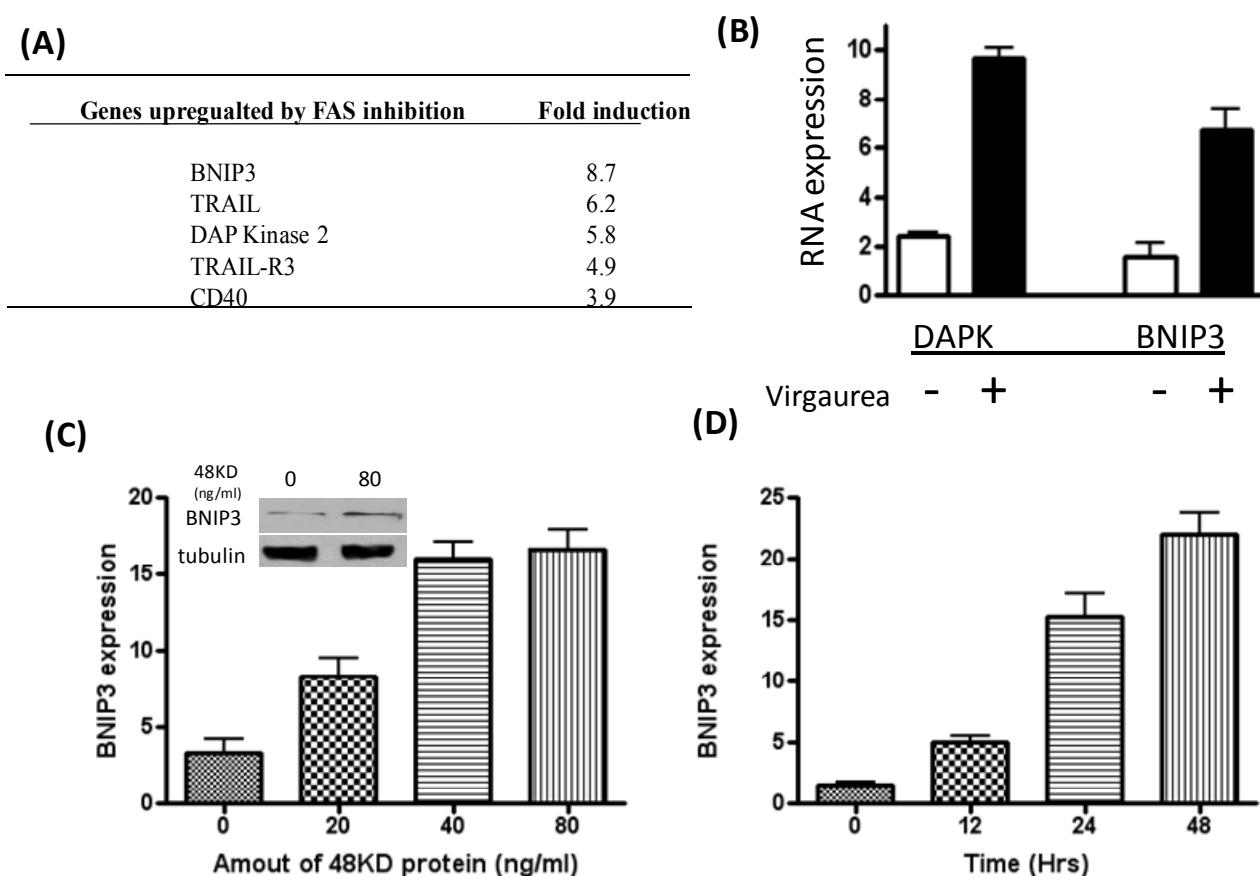 (A)
Genes upregualted by FAS inhibition Fold induction
BNIP3 8.7
TRAIL 6.2
DAP Kinase 2 5.8
TRAIL-R3 4.9
CD40 3.9
(B)
RNA expression
10
8
6
4
2
0
DAPK BNIP3
Virgaurea - + - +
(C)
48KD 0 80
(ng/ml)
BNIP3
tubulin
BNIP3 expression
20
15
10
5
0
0 20 40 80
Amout of 48KD protein (ng/ml)
(D)
BNIP3 expression
25
20
15
10
5
0
0 12 24 48
Time (Hrs)